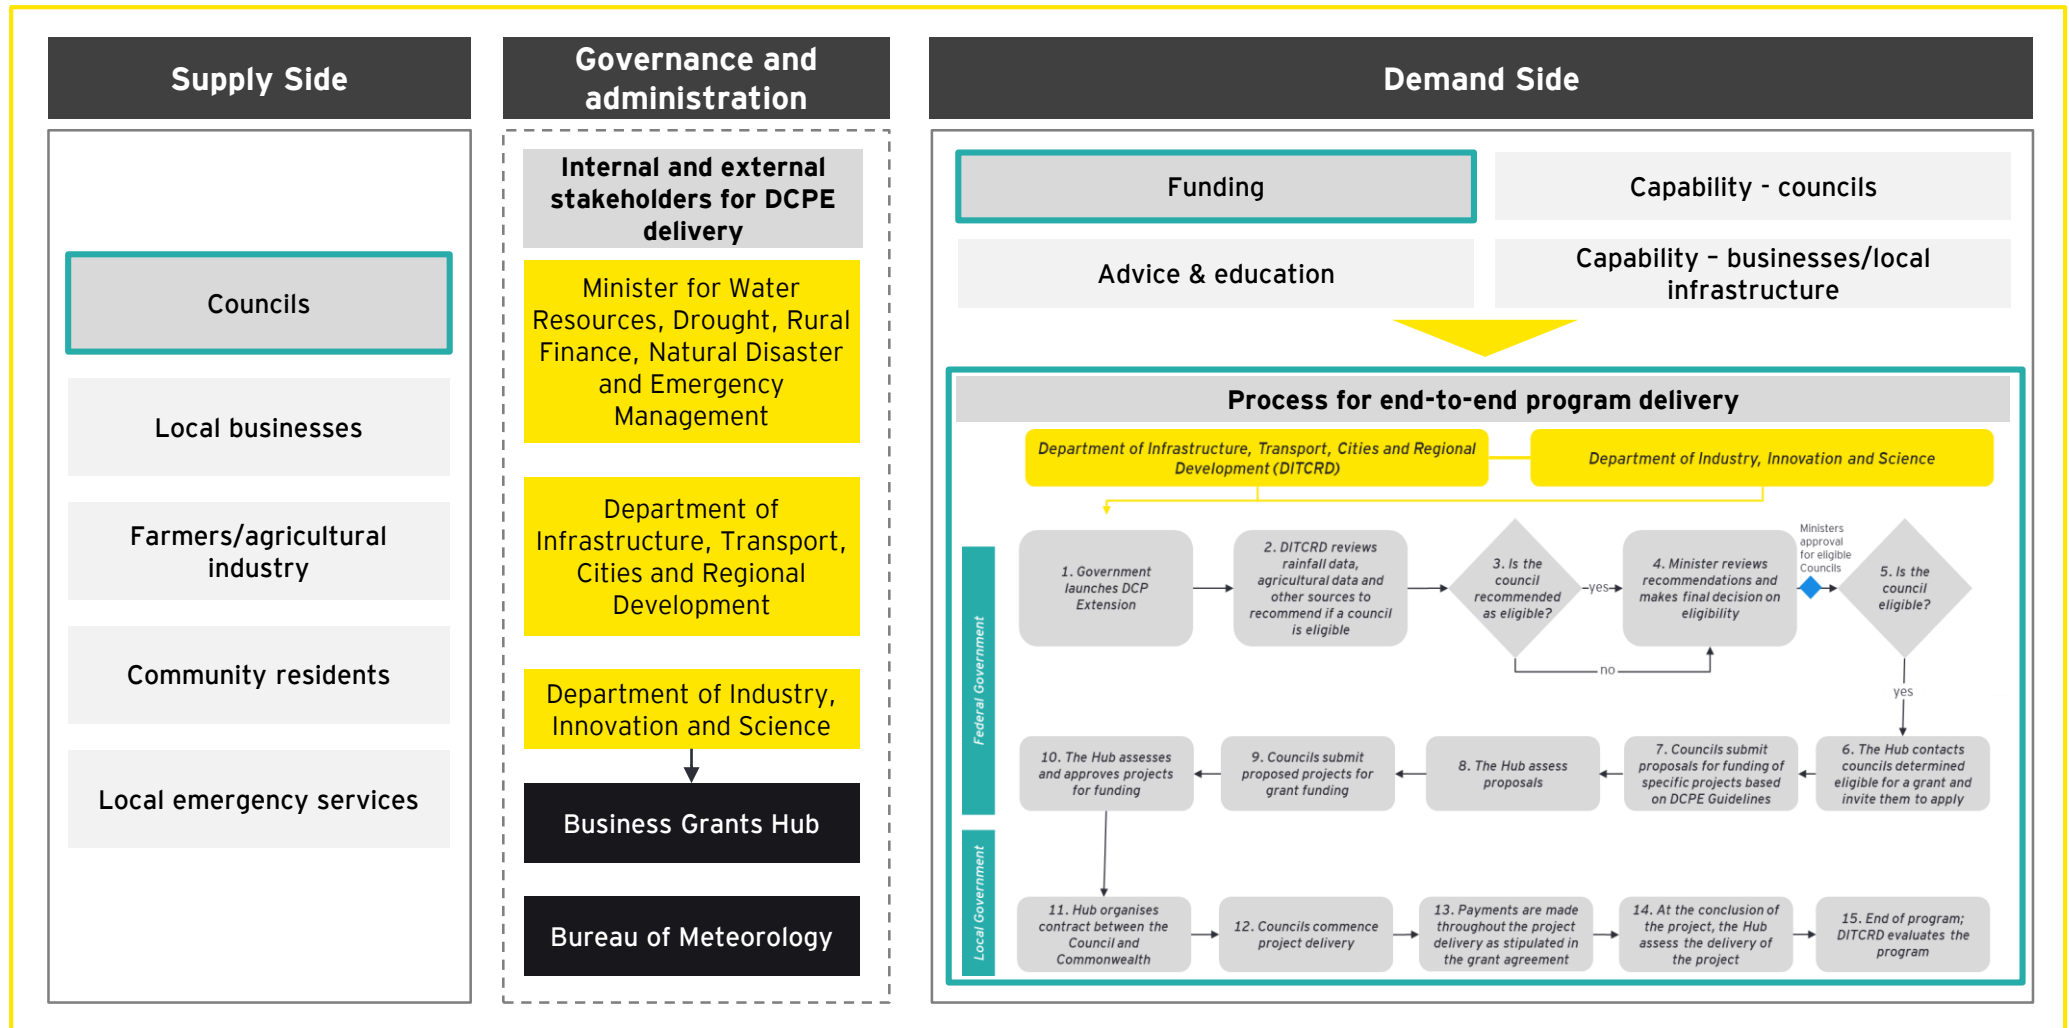 Supply Side
Governance and
administration
Demand Side
Councils
Local businesses
Farmers/agricultural
industry
Community residents
Local emergency services
Internal and external
stakeholders for DCPE
delivery
Minister for Water
Resources, Drought, Rural
Finance, Natural Disaster
and Emergency
Management
Department of
Infrastructure, Transport,
Cities and Regional
Development
Department of Industry,
Innovation and Science
Business Grants Hub
Bureau of Meteorology
Funding
Capability - councils
Advice & education
Capability – businesses/local
infrastructure
Process for end-to-end program delivery
Department of Infrastructure, Transport, Cities and Regional
Development (DITCRD)
Department of Industry, Innovation and Science
Federal Government
1. Government
launches DCP
Extension
2. DITCRD reviews
rainfall data,
agricultural data and
other sources to
recommend if a council
is eligible
3. Is the
council
recommended
as eligible?
yes
no
4. Minister reviews
recommendations and
makes final decision on
eligibility
Ministers
approval
for eligible
Councils
5. Is the
council
eligible?
yes
6. The Hub contacts
councils determined
eligible for a grant and
invite them to apply
7. Councils submit
proposals for funding of
specific projects based
on DCPE Guidelines
8. The Hub assess
proposals
9. Councils submit
proposed projects for
grant funding
10. The Hub assesses
and approves projects
for funding
Local Government
11. Hub organises
contract between the
Council and
Commonwealth
12. Councils commence
project delivery
13. Payments are made
throughout the project
delivery as stipulated in
the grant agreement
14. At the conclusion of
the project, the Hub
assess the delivery of
the project
15. End of program;
DITCRD evaluates the
program